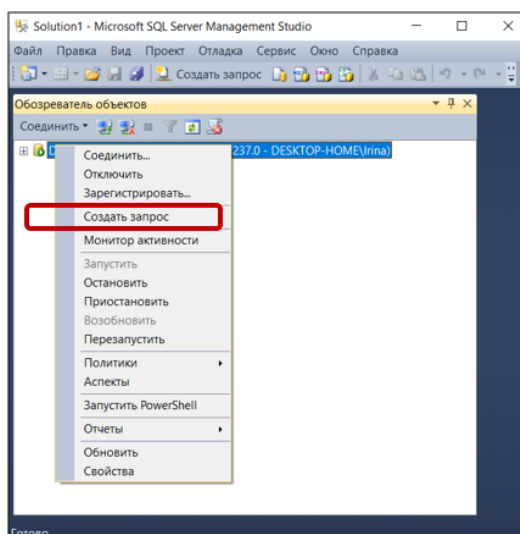 Solution1 - Microsoft SQL Server Management Studio
Файл Правка Вид Проект Отладка Сервис Окно Справка
Создать запрос
Обозреватель объектов
Соединить
237.0 - DESKTOP-HOME\Irina)
Соединить...
Отключить
Зарегистрировать...
Создать запрос
Монитор активности
Запустить
Остановить
Приостановить
Возобновить
Перезапустить
Политики
Аспекты
Запустить PowerShell
Отчеты
Обновить
Свойства
Готово